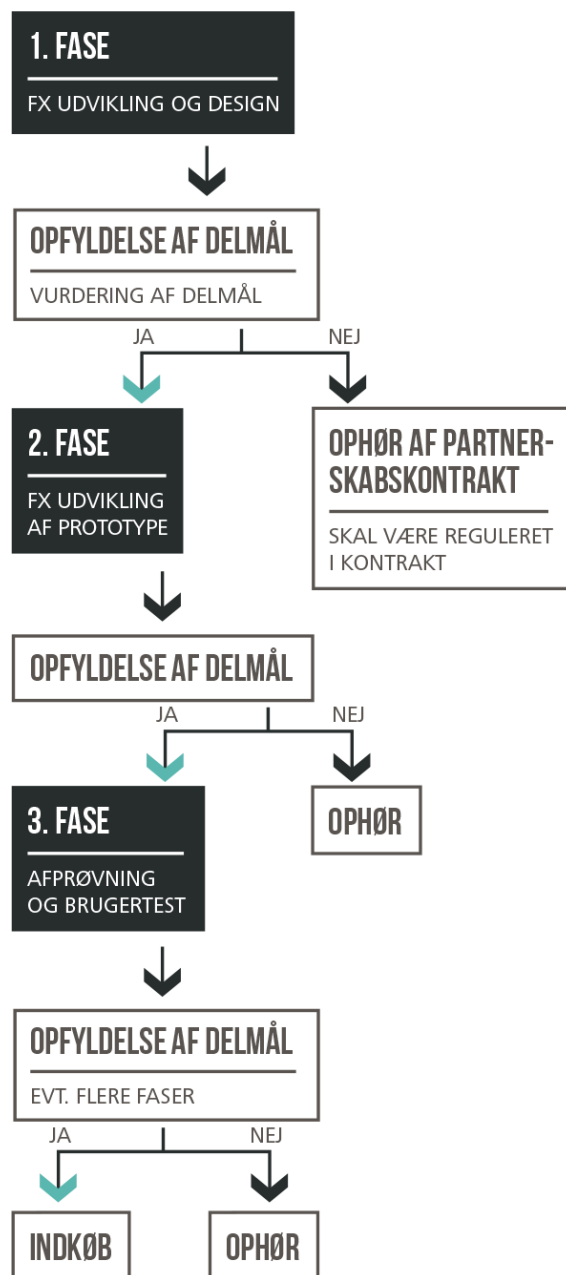 1. FASE
FX UDVIKLING OG DESIGN
OPFYLDELSE AF DELMÅL
VURDERING AF DELMÅL
JA
NEJ
2. FASE
FX UDVIKLING
AF PROTOTYPE
OPHØR AF PARTNER-
SKABSKONTRAKT
SKAL VÆRE REGULERET
I KONTRAKT
OPFYLDELSE AF DELMÅL
JA
NEJ
3. FASE
AFPRØVNING
OG BRUGERTEST
OPHØR
OPFYLDELSE AF DELMÅL
EVT. FLERE FASER
JA
NEJ
INDKØB
OPHØR